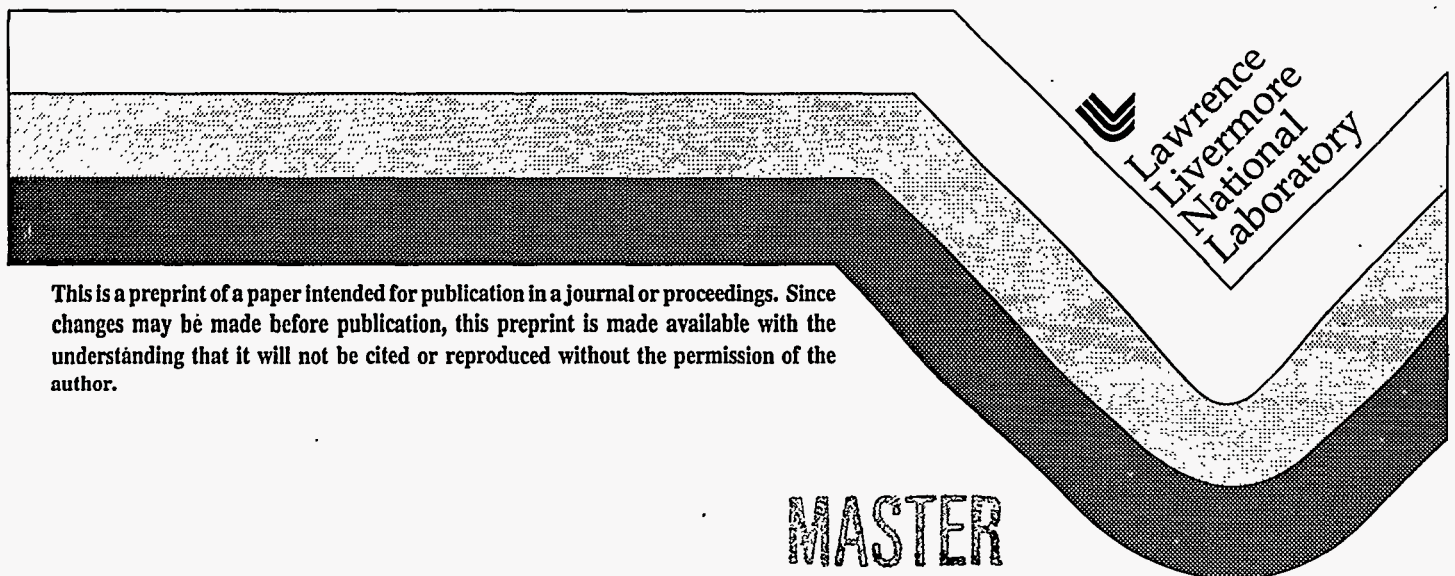 Lawrence
Livermore
National
Laboratory
This is a preprint of a paper intended for publication in a journal or proceedings. Since
changes may be made before publication, this preprint is made available with the
understanding that it will not be cited or reproduced without the permission of the
author.
MASTER